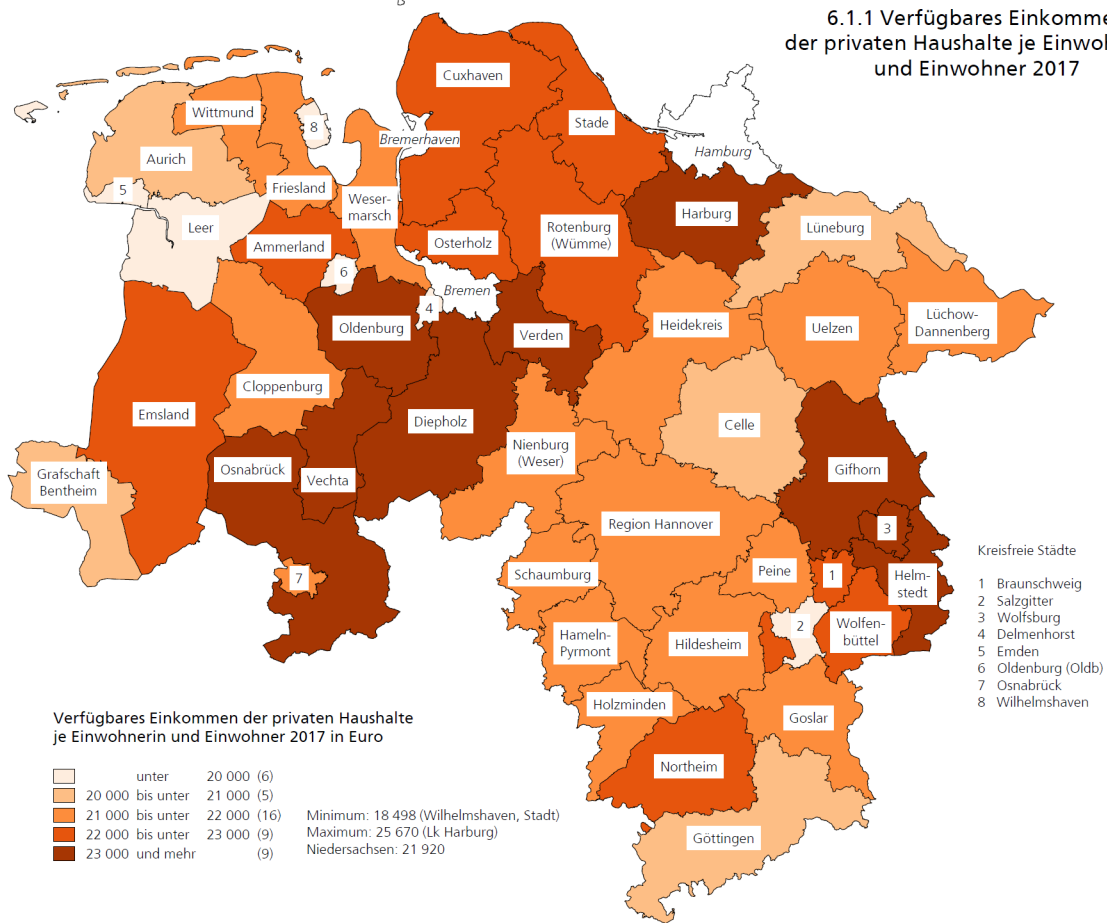 6.1.1 Verfügbares Einkomme
der privaten Haushalte je Einwoh
und Einwohner 2017
Cuxhaven
Wittmund
8
Stade
Bremerhaven
Hamburg
Aurich
5
Friesland
Weser-
marsch
Harburg
Leer
Ammerland
Osterholz
Rotenburg
(Wümme)
Lüneburg
6
Bremen
4
Oldenburg
Verden
Heidekreis
Uelzen
Lüchow-
Dannenberg
Cloppenburg
Emsland
Diepholz
Celle
Nienburg
(Weser)
Grafschaft
Bentheim
Osnabrück
Vechta
Gifhorn
Region Hannover
3
7
Schaumburg
Peine
1
Helm-
stedt
2
Wolfen-
büttel
Hameln-
Pyrmont
Hildesheim
Holzminden
Goslar
Northeim
Göttingen
Kreisfreie Städte
1 Braunschweig
2 Salzgitter
3 Wolfsburg
4 Delmenhorst
5 Emden
6 Oldenburg (Oldb)
7 Osnabrück
8 Wilhelmshaven
Verfügbares Einkommen der privaten Haushalte
je Einwohnerin und Einwohner 2017 in Euro
unter 20 000 (6)
20 000 bis unter 21 000 (5)
21 000 bis unter 22 000 (16)
22 000 bis unter 23 000 (9)
23 000 und mehr (9)
Minimum: 18 498 (Wilhelmshaven, Stadt)
Maximum: 25 670 (Lk Harburg)
Niedersachsen: 21 920